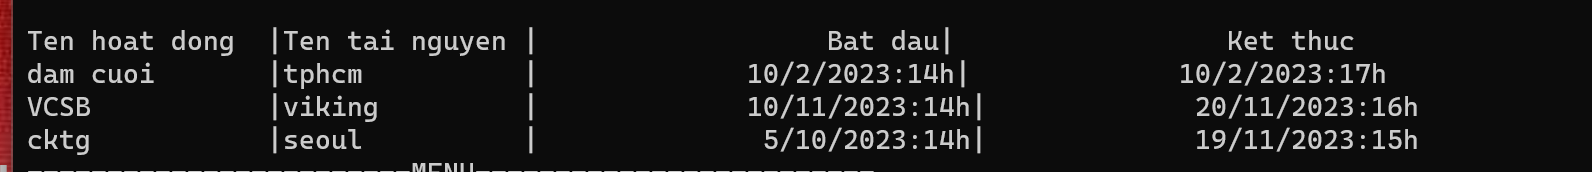 Ten hoat dong |Ten tai nguyen | Bat dau| Ket thuc
dam cuoi |tphcm | 10/2/2023:14h| 10/2/2023:17h
VCSB |viking | 10/11/2023:14h| 20/11/2023:16h
cktg |seoul | 5/10/2023:14h| 19/11/2023:15h
------------------------MENU-------------------------